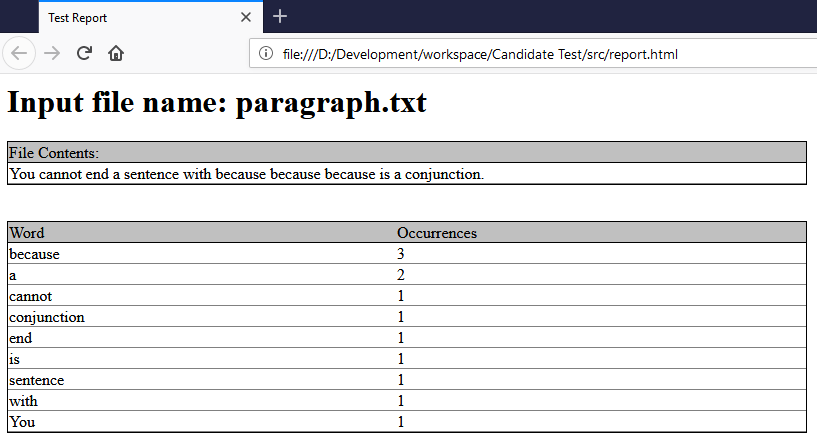 Test Report
file:///D:/Development/workspace/Candidate Test/src/report.html
Input file name: paragraph.txt
File Contents:
You cannot end a sentence with because because because is a conjunction.
Word Occurrences
because 3
a 2
cannot 1
conjunction 1
end 1
is 1
sentence 1
with 1
You 1